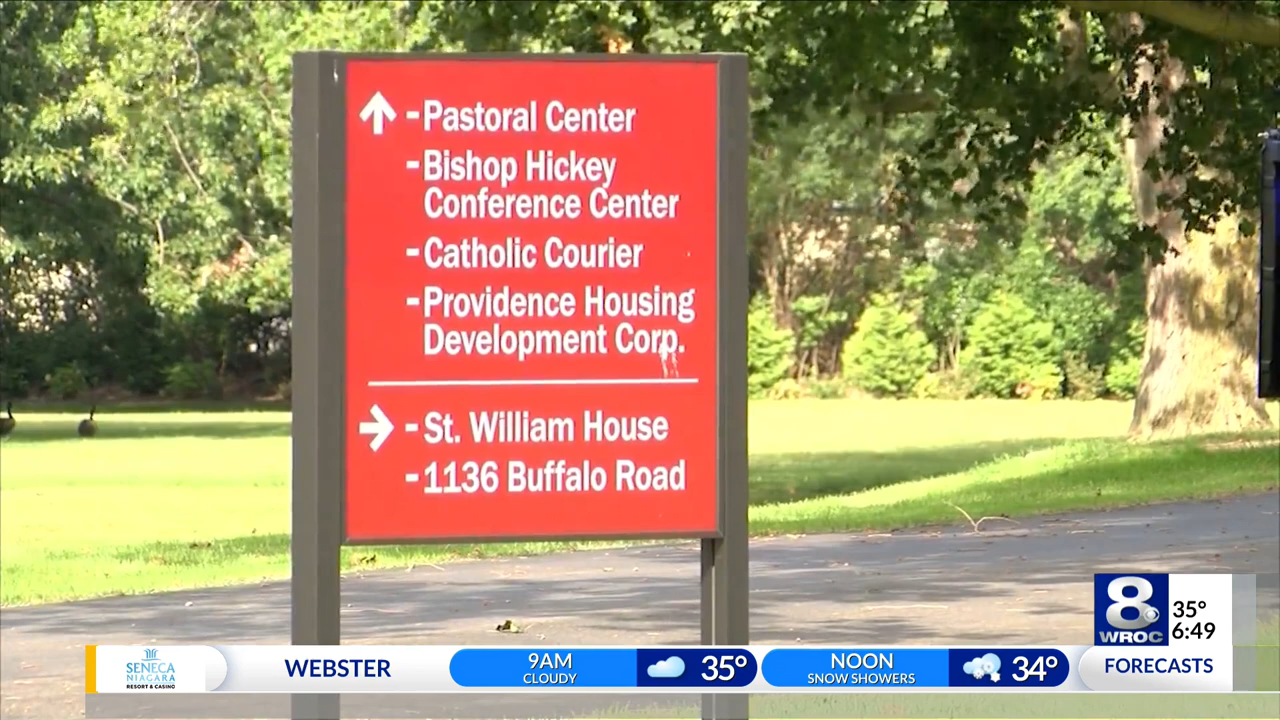 -Pastoral Center
-Bishop Hickey
Conference Center
-Catholic Courier
-Providence Housing
Development Corp.
-St. William House
-1136 Buffalo Road
8
WROC
35°
6:49
SENECA
NIAGARA
RESORT & CASINO
WEBSTER
9AM
CLOUDY
35°
NOON
SNOW SHOWERS
34°
FORECASTS